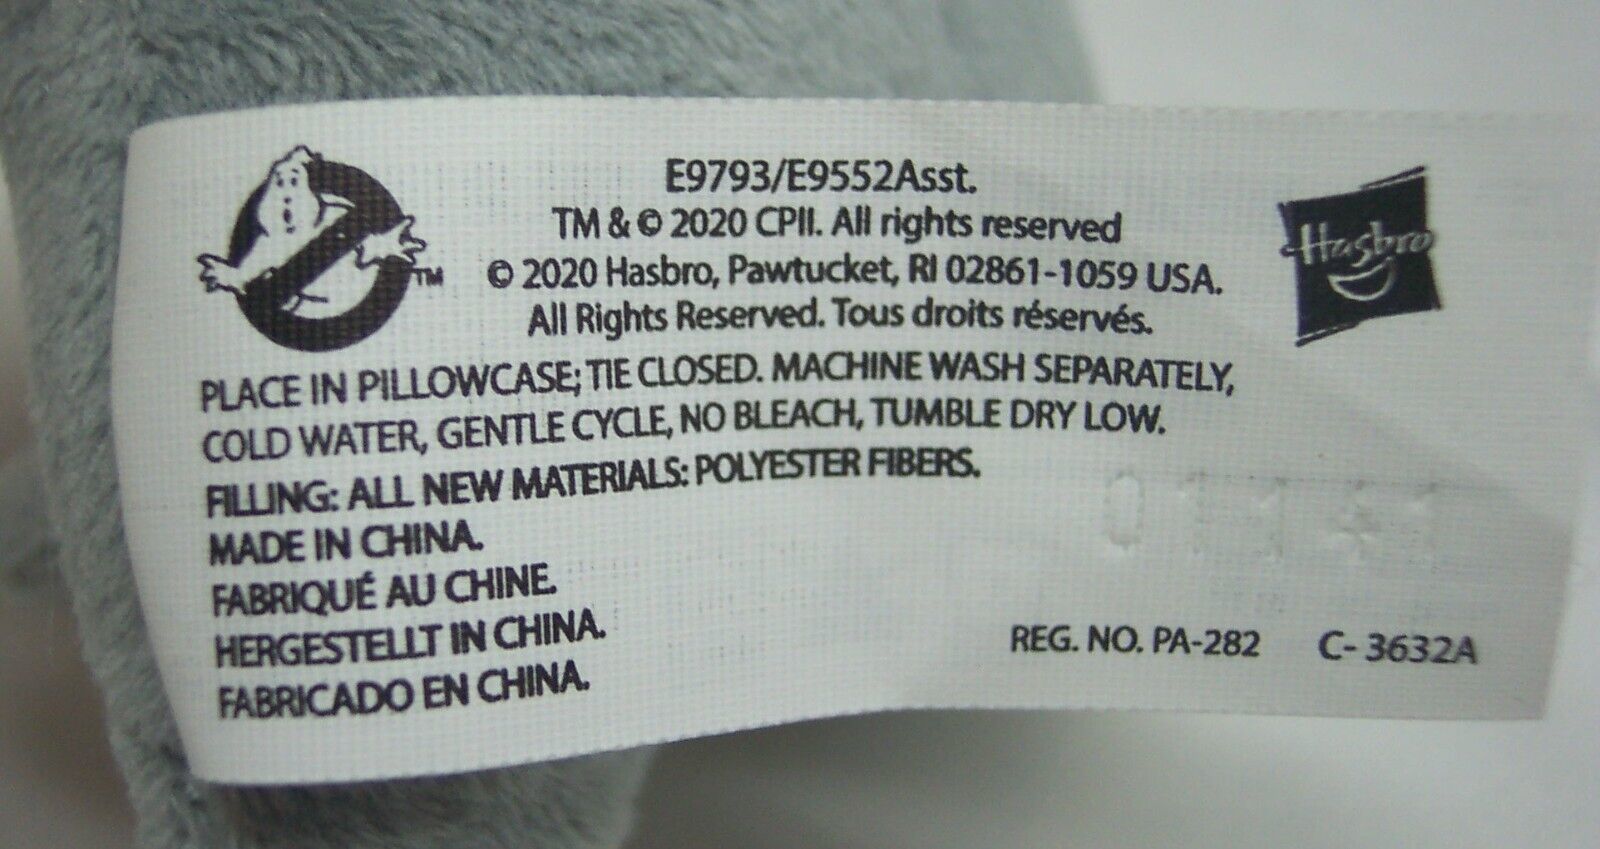 E9793/E9552Asst.
TM & © 2020 CPII. All rights reserved
© 2020 Hasbro, Pawtucket, RI 02861-1059 USA.
All Rights Reserved. Tous droits réservés.
TM
Hasbro
PLACE IN PILLOWCASE; TIE CLOSED. MACHINE WASH SEPARATELY,
COLD WATER, GENTLE CYCLE, NO BLEACH, TUMBLE DRY LOW.
FILLING: ALL NEW MATERIALS: POLYESTER FIBERS.
MADE IN CHINA.
FABRIQUÉ AU CHINE.
HERGESTELLT IN CHINA.
FABRICADO EN CHINA.
REG. NO. PA-282 C- 3632A